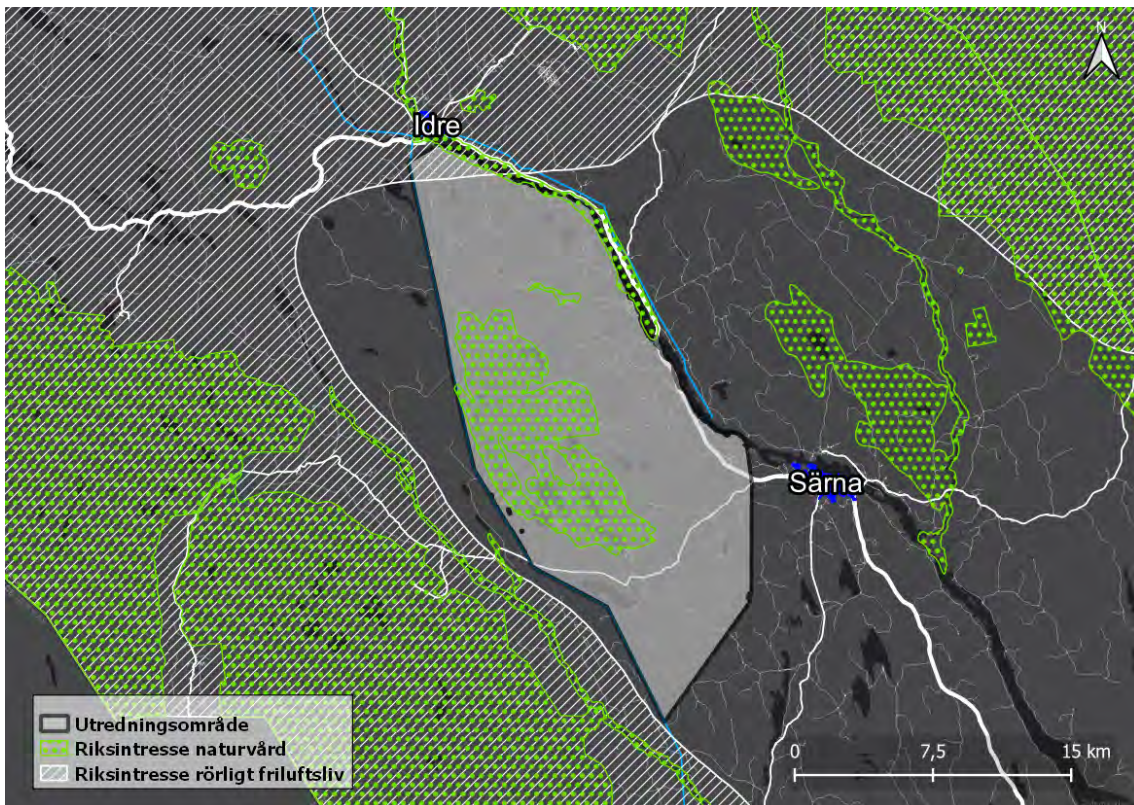 N
Idre
Särna
Utredningsområde
Riksintresse naturvård
Riksintresse rörligt friluftsliv
0 7,5 15 km